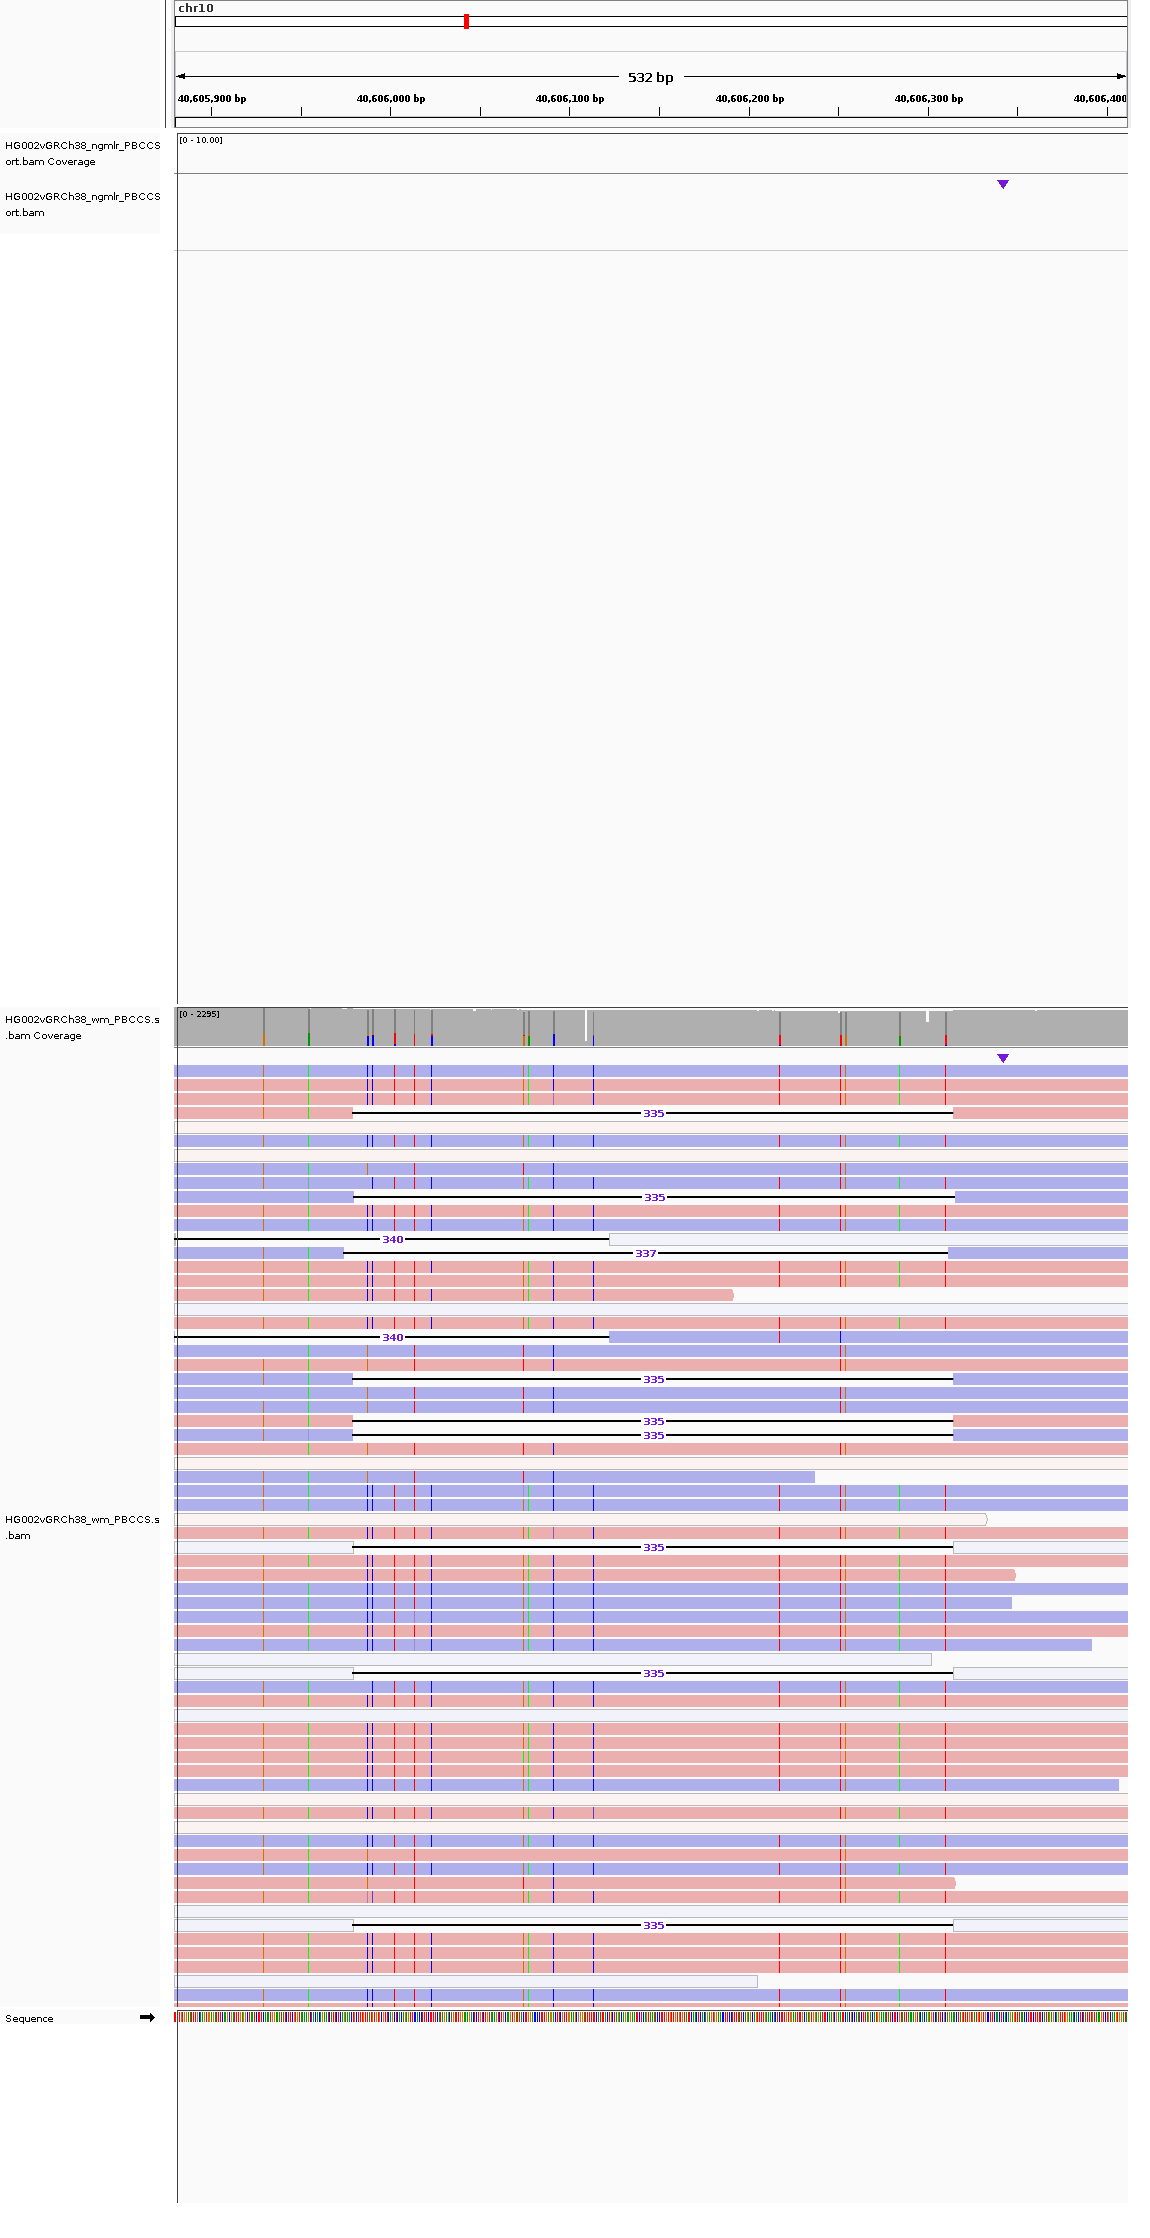 chr10
532 bp
40,605,900 bp 40,606,000 bp 40,606,100 bp 40,606,200 bp 40,606,300 bp 40,606,400
HG002vGRCh38_ngmlr_PBCCS
ort.bam Coverage
[0 - 10.00]
HG002vGRCh38_ngmlr_PBCCS
ort.bam
HG002vGRCh38_wm_PBCCS.s
.bam Coverage
[0 - 2295]
335
335
340
337
340
335
335
335
HG002vGRCh38_wm_PBCCS.s
.bam
335
335
335
Sequence